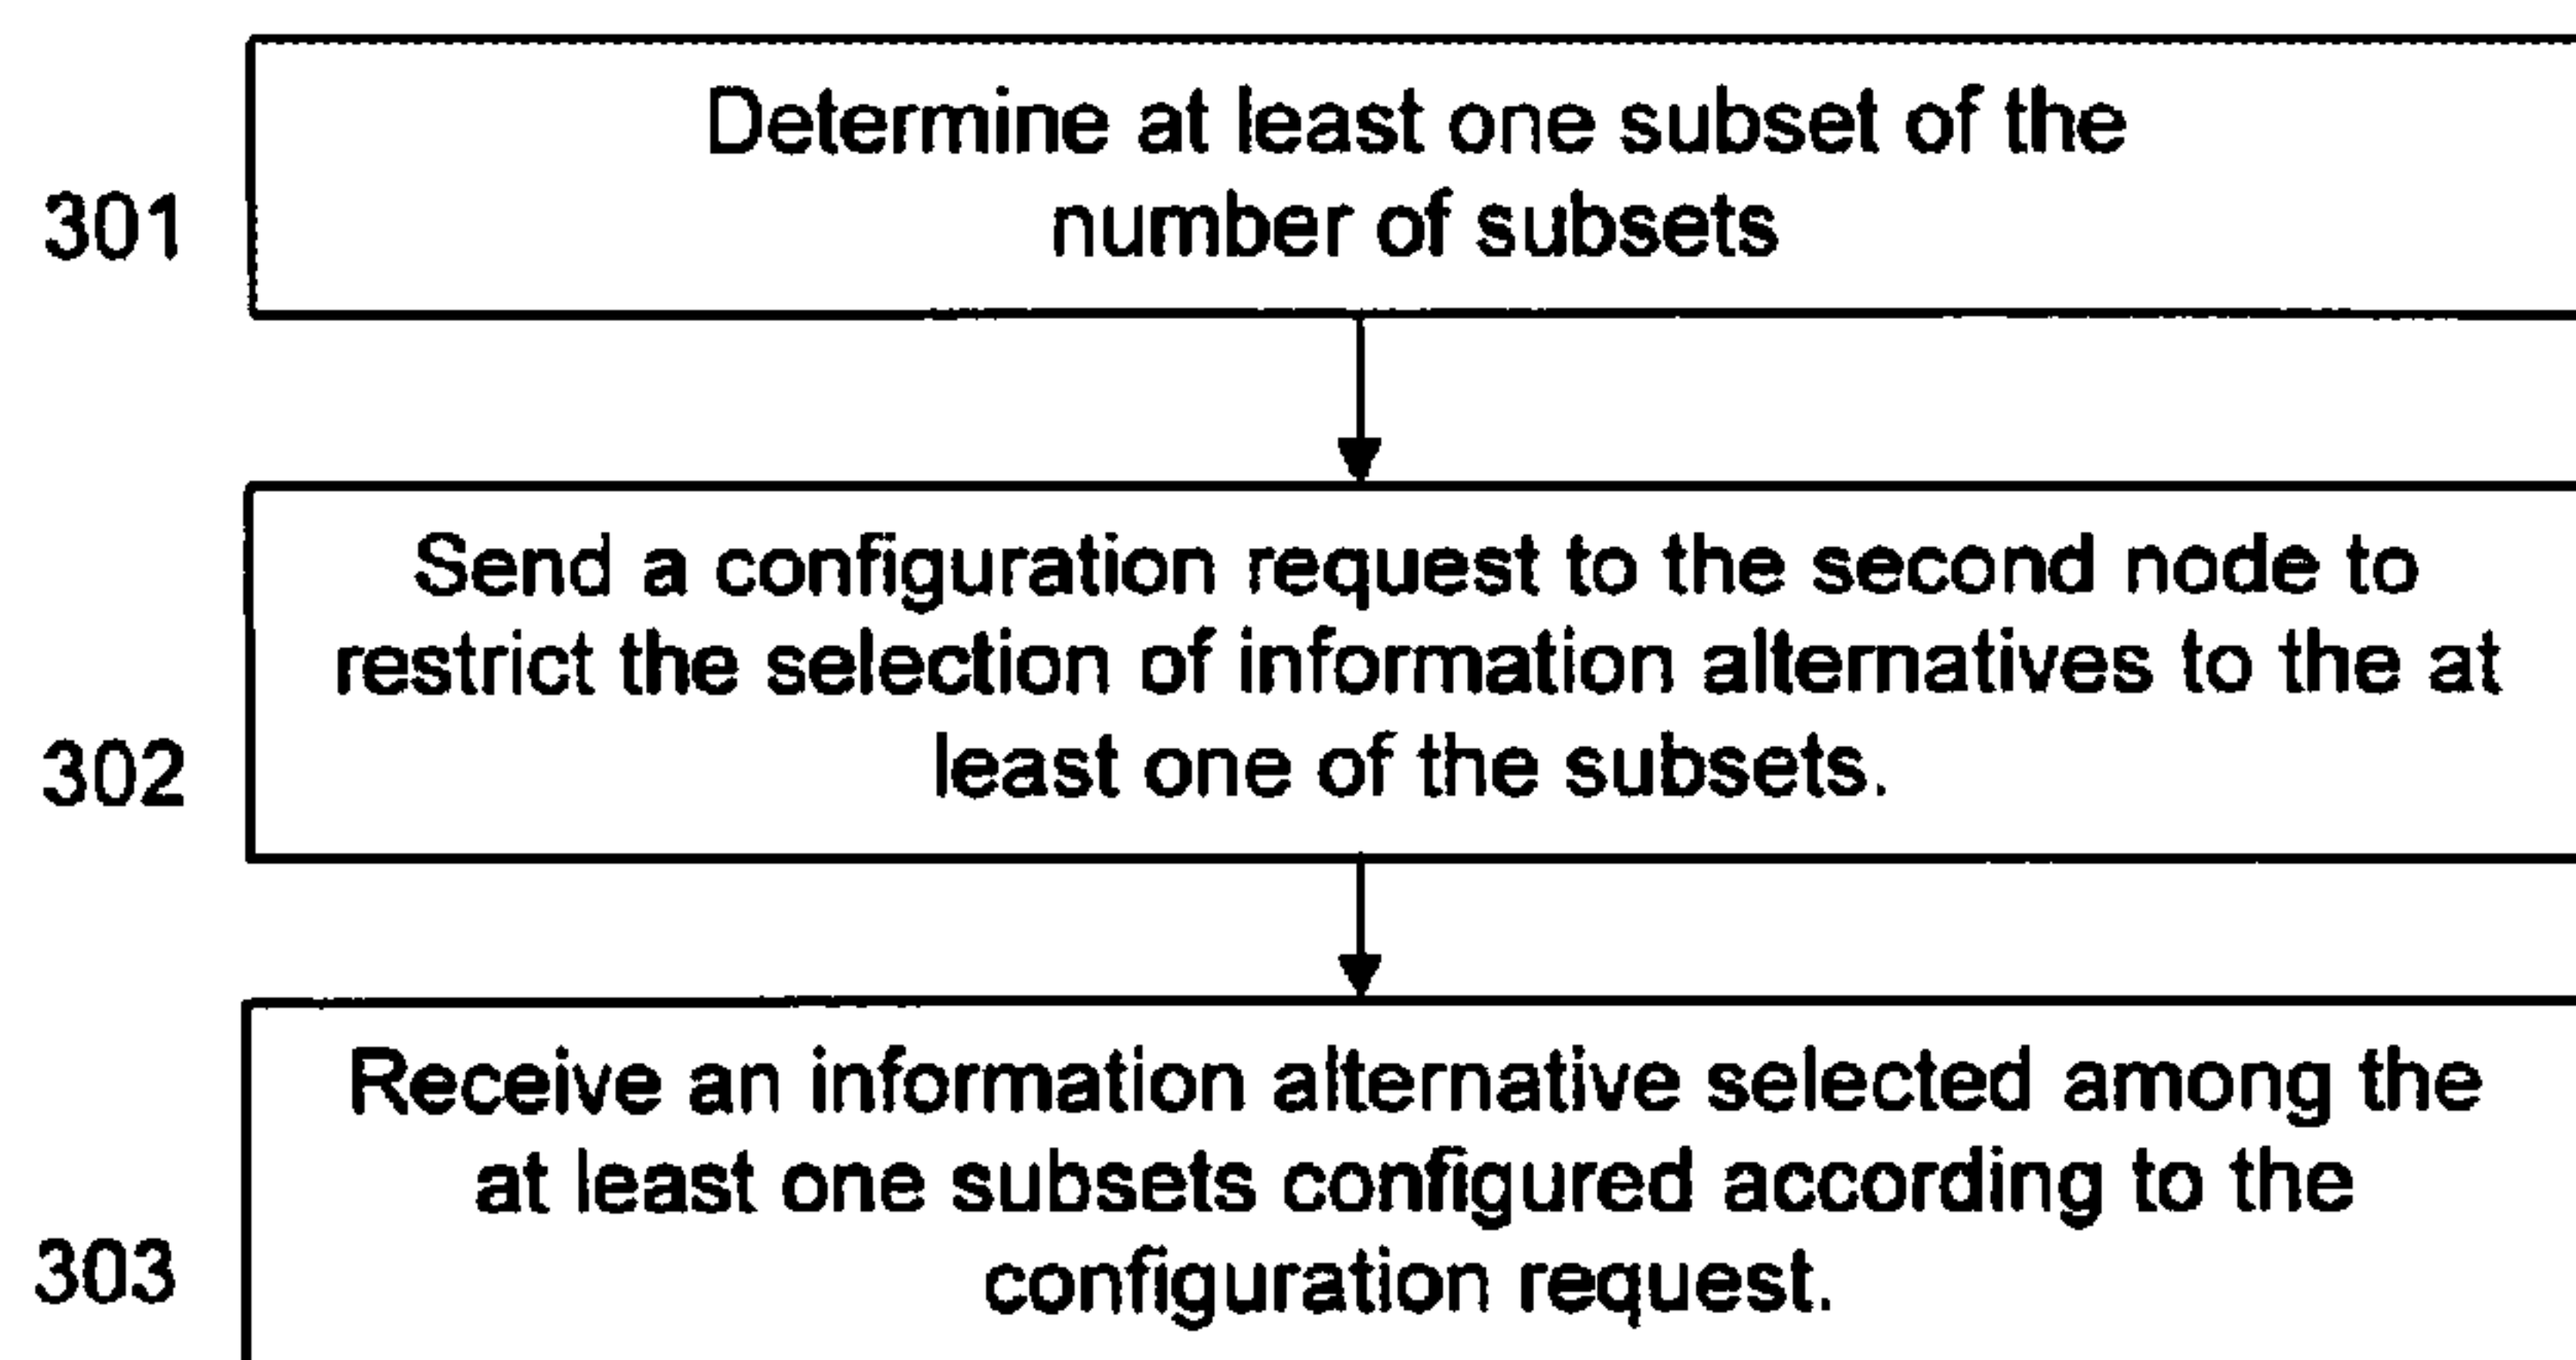 Determine at least one subset of the
number of subsets
301
Send a configuration request to the second node to
restrict the selection of information alternatives to the at
least one of the subsets.
302
Receive an information alternative selected among the
at least one subsets configured according to the
configuration request.
303